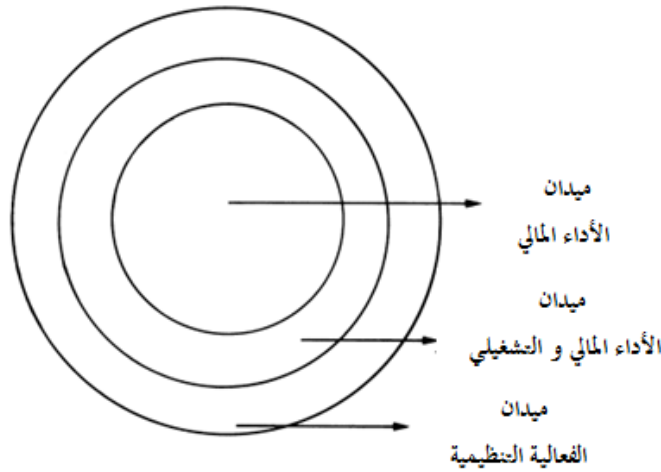 ميدان
الأداء المالي
ميدان
الأداء المالي و التشغيلي
ميدان
الفعالية التنظيمية